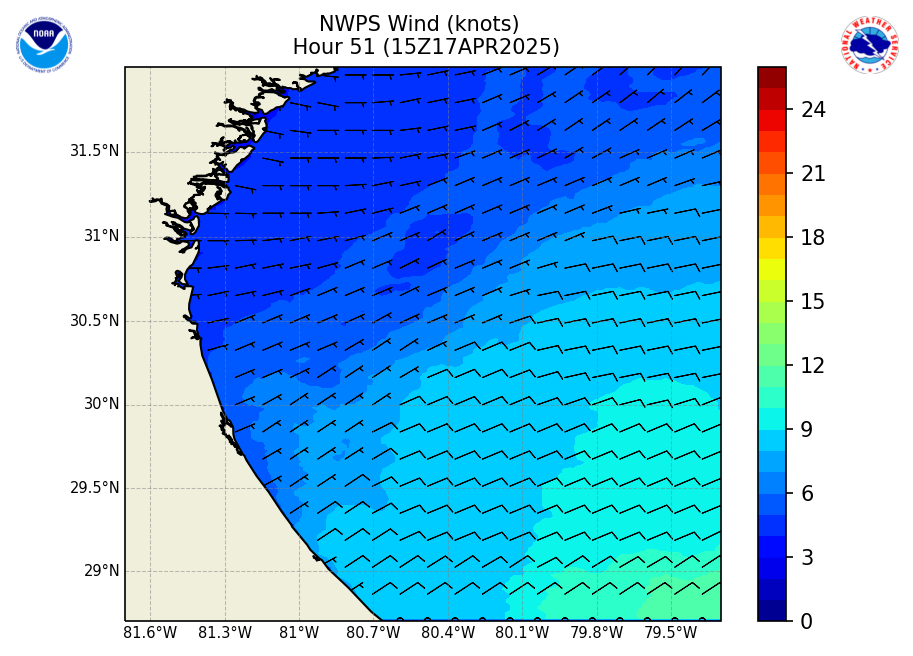 NWPS Wind (knots)
Hour 51 (15Z17APR2025)
NOAA
NATIONAL WEATHER SERVICE
24
21
18
15
12
9
6
3
0
31.5°N
31°N
30.5°N
30°N
29.5°N
29°N
81.6°W 81.3°W 81°W 80.7°W 80.4°W 80.1°W 79.8°W 79.5°W